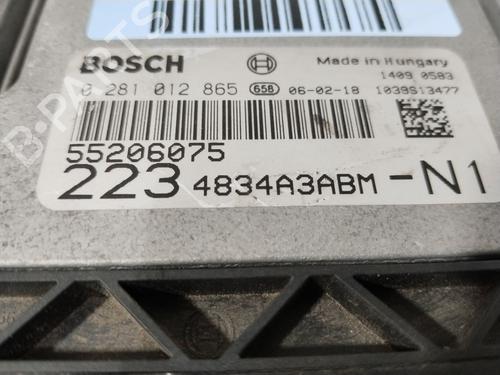 BOSCH
Made in Hungary
1409 0583
0 281 012 865 658 06-02-18 1039S13477
55206075
223 4834A3ABM -N1
B-PARTS